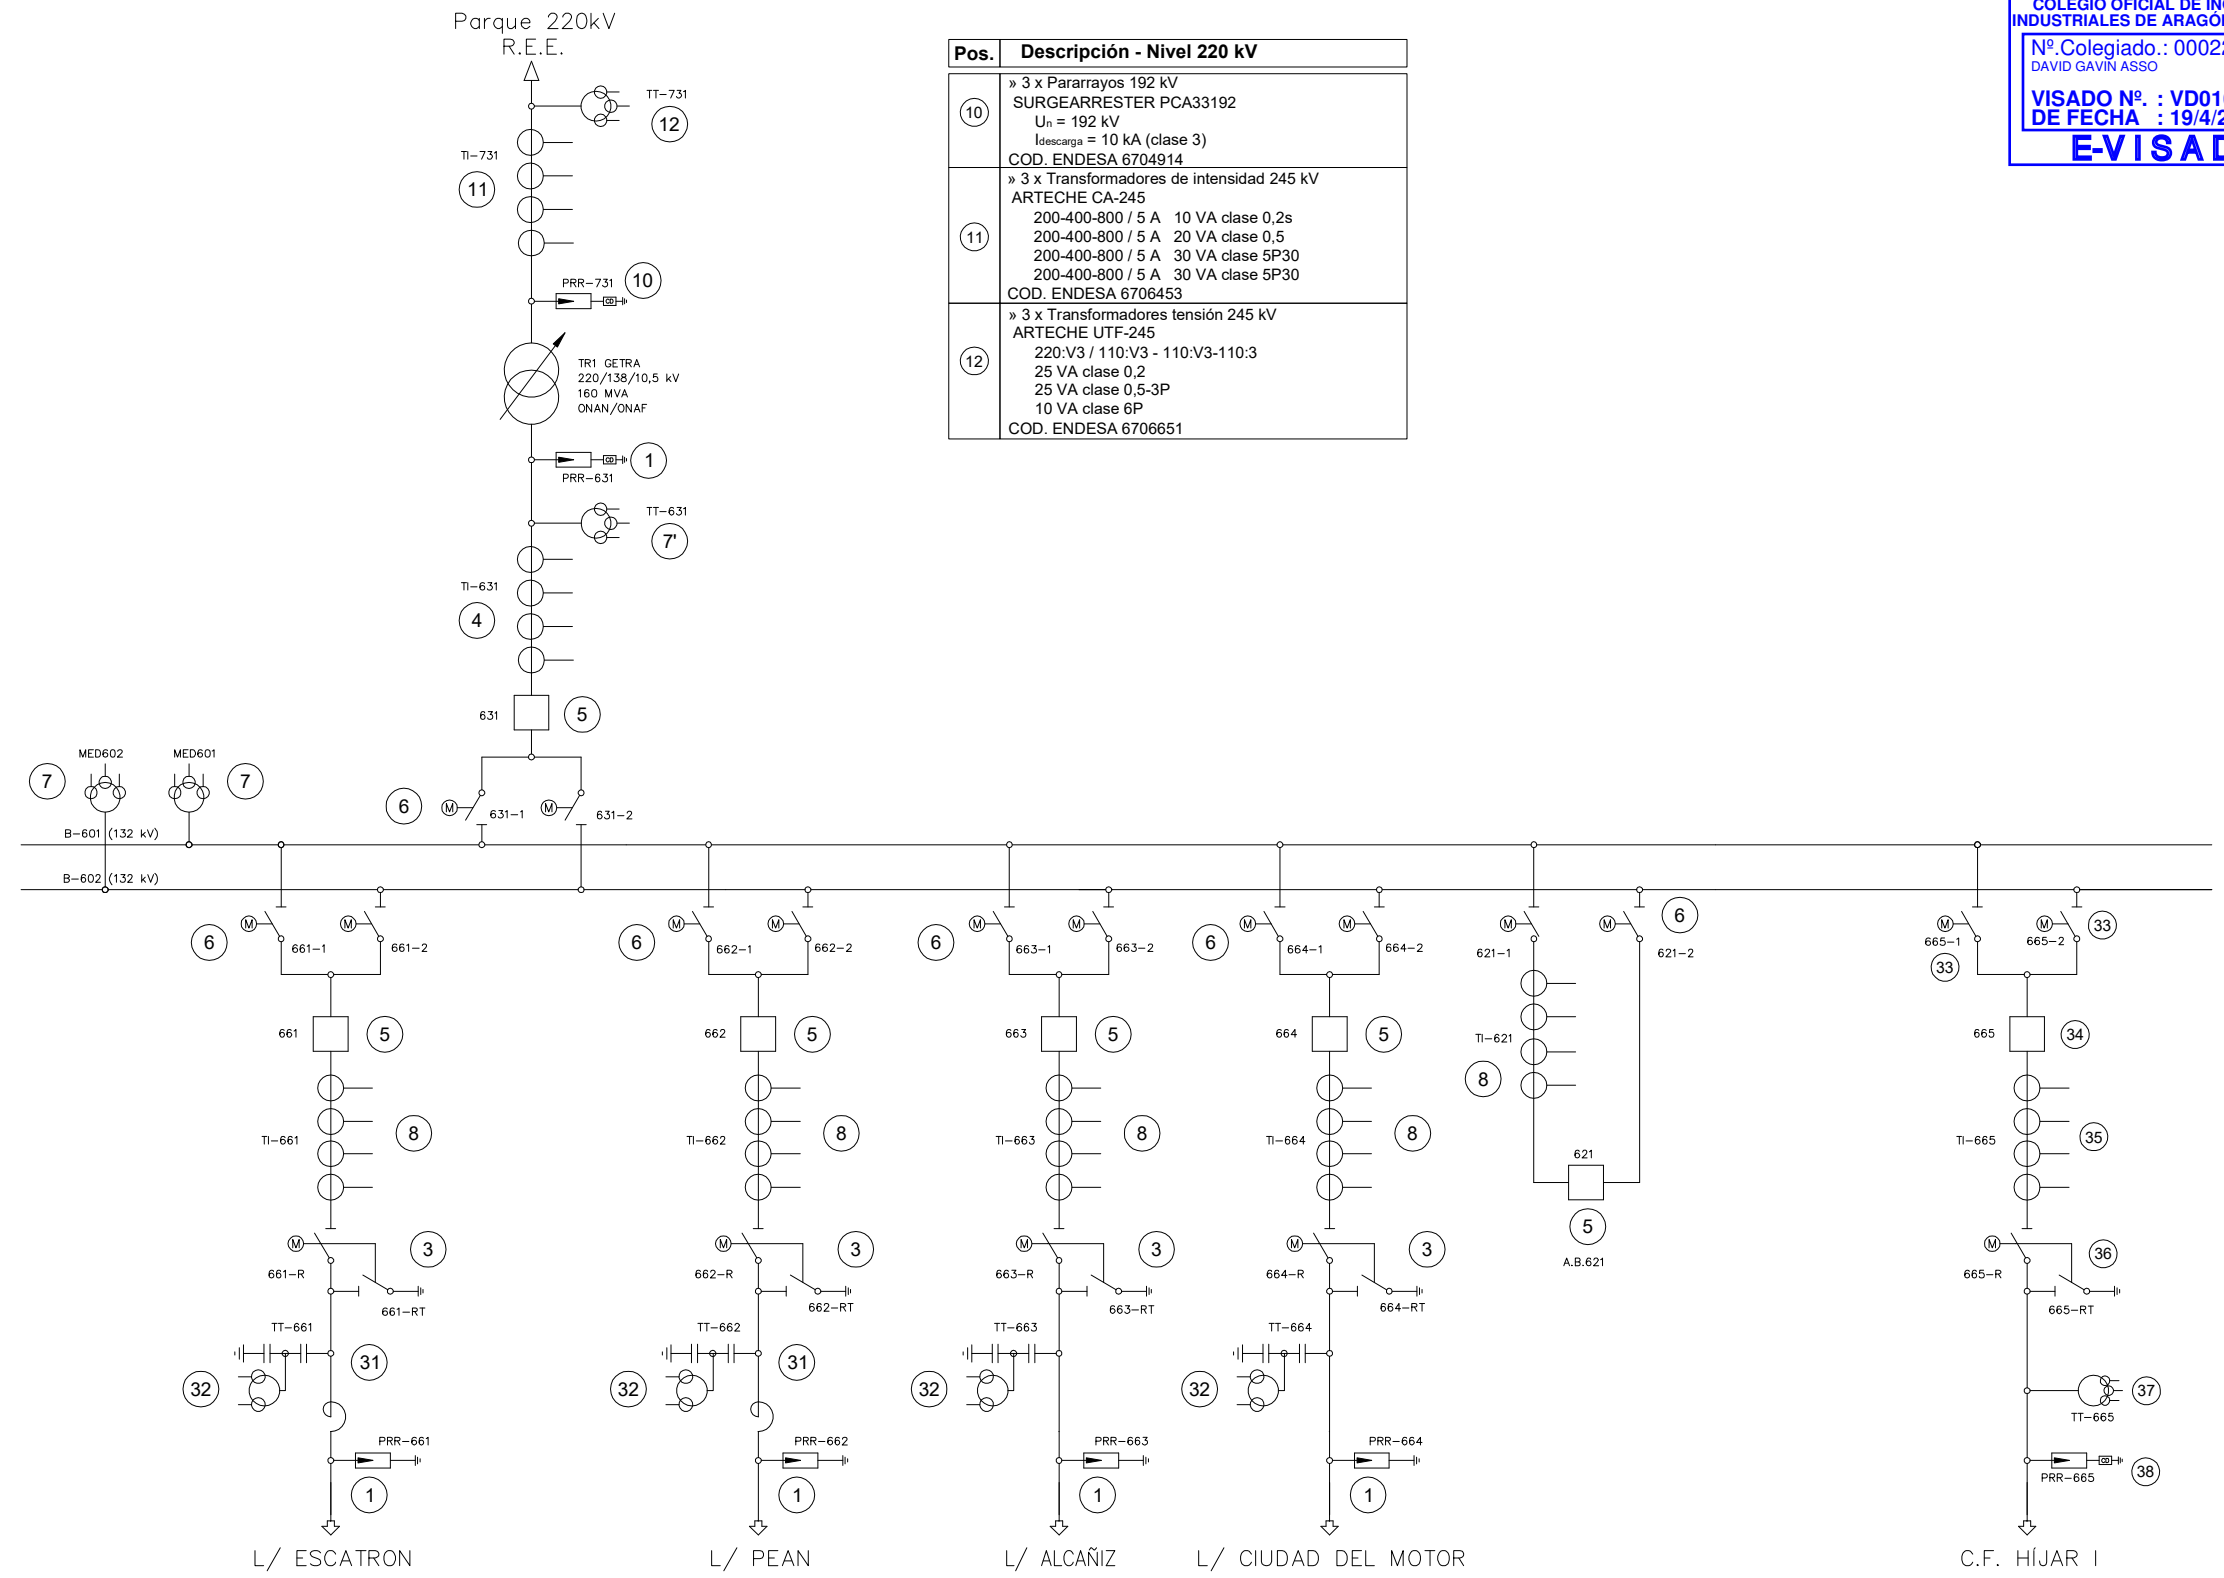 Parque 220kV
R.E.E.
TT-731
12
TI-731
11
PRR-731
10
TR1 GETRA
220/138/10,5 kV
160 MVA
ONAN/ONAF
1
PRR-631
TT-631
7'
TI-631
4
631
5
Pos. Descripción - Nivel 220 kV
10
» 3 x Pararrayos 192 kV
SURGEARRESTER PCA33192
Un = 192 kV
Idescarga = 10 kA (clase 3)
COD. ENDESA 6704914
11
» 3 x Transformadores de intensidad 245 kV
ARTECHE CA-245
200-400-800 / 5 A 10 VA clase 0,2s
200-400-800 / 5 A 20 VA clase 0,5
200-400-800 / 5 A 30 VA clase 5P30
200-400-800 / 5 A 30 VA clase 5P30
COD. ENDESA 6706453
12
» 3 x Transformadores tensión 245 kV
ARTECHE UTF-245
220:V3 / 110:V3 - 110:V3-110:3
25 VA clase 0,2
25 VA clase 0,5-3P
10 VA clase 6P
COD. ENDESA 6706651
COLEGIO OFICIAL DE
INDUSTRIALES DE
Nº.Colegiado.: 00022
DAVID GAVIN ASSO
VISADO Nº. : VD01
DE FECHA : 19/4/2
E-VISAD
MED602 MED601
7 7
6 M 631-1 M 631-2
B-601 (132 kV)
B-602 (132 kV)
M M M M M M M M M M 6 M M 33
6 661-1 661-2 6 662-1 662-2 6 663-1 663-2 6 664-1 664-2 621-1 621-2 665-1 665-2
33
661 5 662 5 663 5 664 5 TI-621 665 34
8
TI-661 8 TI-662 8 TI-663 8 TI-664 8 621 TI-665 35
5
A.B.621
M 3 M 3 M 3 M 3 M 36
661-R 662-R 663-R 664-R 665-R
661-RT 662-RT 663-RT 664-RT 665-RT
TT-661 TT-662 TT-663 TT-664
31 31
32 32 32 32 37
TT-665
PRR-661 PRR-662 PRR-663 PRR-664
PRR-665 38
1 1 1 1
L/ ESCATRON L/ PEAN L/ ALCAÑIZ L/ CIUDAD DEL MOTOR C.F. HÍJAR I